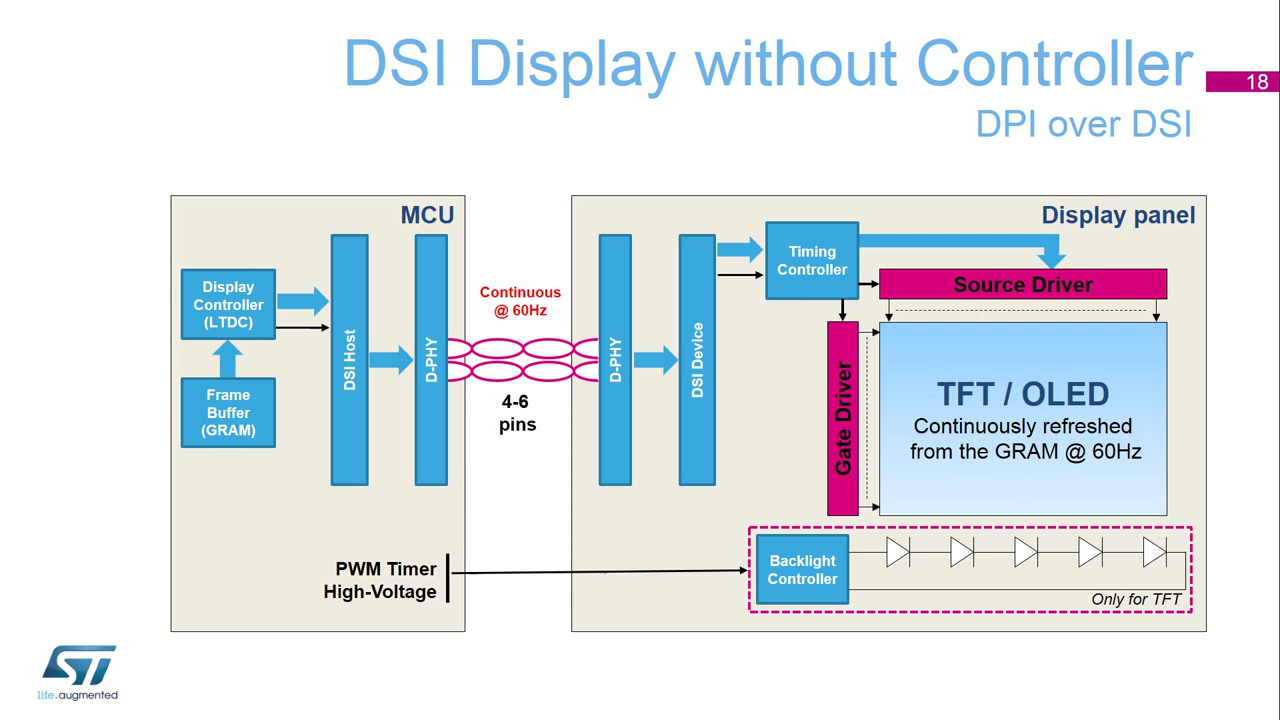 DSI Display without Controller
18
DPI over DSI
MCU
Display
Controller
(LTDC)
Frame
Buffer
(GRAM)
DSI Host
D-PHY
Continuous
@ 60Hz
4-6
pins
PWM Timer
High-Voltage
Display panel
D-PHY
DSI Device
Timing
Controller
Source Driver
Gate Driver
TFT / OLED
Continuously refreshed
from the GRAM @ 60Hz
Backlight
Controller
Only for TFT
ST
life.augmented